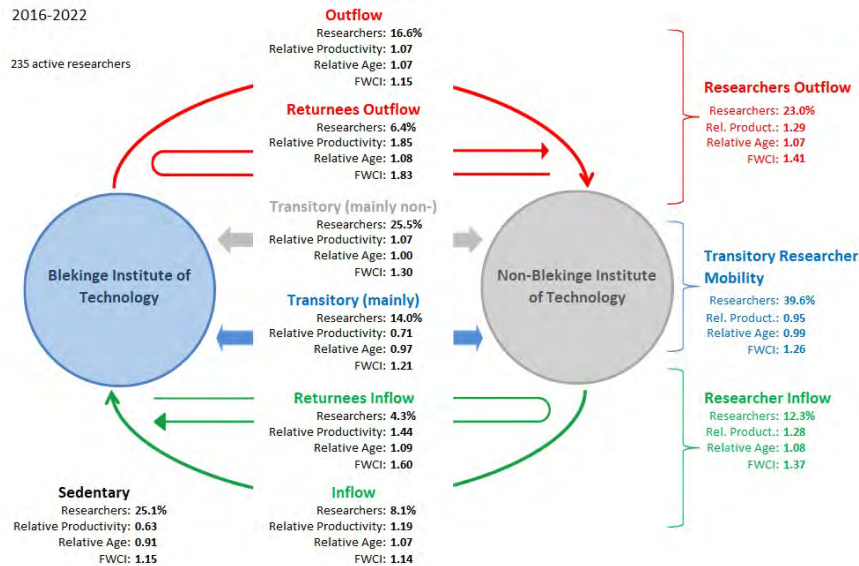 2016-2022
235 active researchers
Outflow
Researchers: 16.6%
Relative Productivity: 1.07
Relative Age: 1.07
FWCI: 1.15
Returnees Outflow
Researchers: 6.4%
Relative Productivity: 1.85
Relative Age: 1.08
FWCI: 1.83
Transitory (mainly non-)
Researchers: 25.5%
Relative Productivity: 1.07
Relative Age: 1.00
FWCI: 1.30
Blekinge Institute of
Technology
Non-Blekinge Institute
of Technology
Transitory (mainly)
Researchers: 14.0%
Relative Productivity: 0.71
Relative Age: 0.97
FWCI: 1.21
Returnees Inflow
Researchers: 4.3%
Relative Productivity: 1.44
Relative Age: 1.09
FWCI: 1.60
Inflow
Researchers: 8.1%
Relative Productivity: 1.19
Relative Age: 1.07
FWCI: 1.14
Sedentary
Researchers: 25.1%
Relative Productivity: 0.63
Relative Age: 0.91
FWCI: 1.15
Researchers Outflow
Researchers: 23.0%
Rel. Product.: 1.29
Relative Age: 1.07
FWCI: 1.41
Transitory Researcher
Mobility
Researchers: 39.6%
Rel. Product.: 0.95
Relative Age: 0.99
FWCI: 1.26
Researcher Inflow
Researchers: 12.3%
Rel. Product.: 1.28
Relative Age: 1.08
FWCI: 1.37